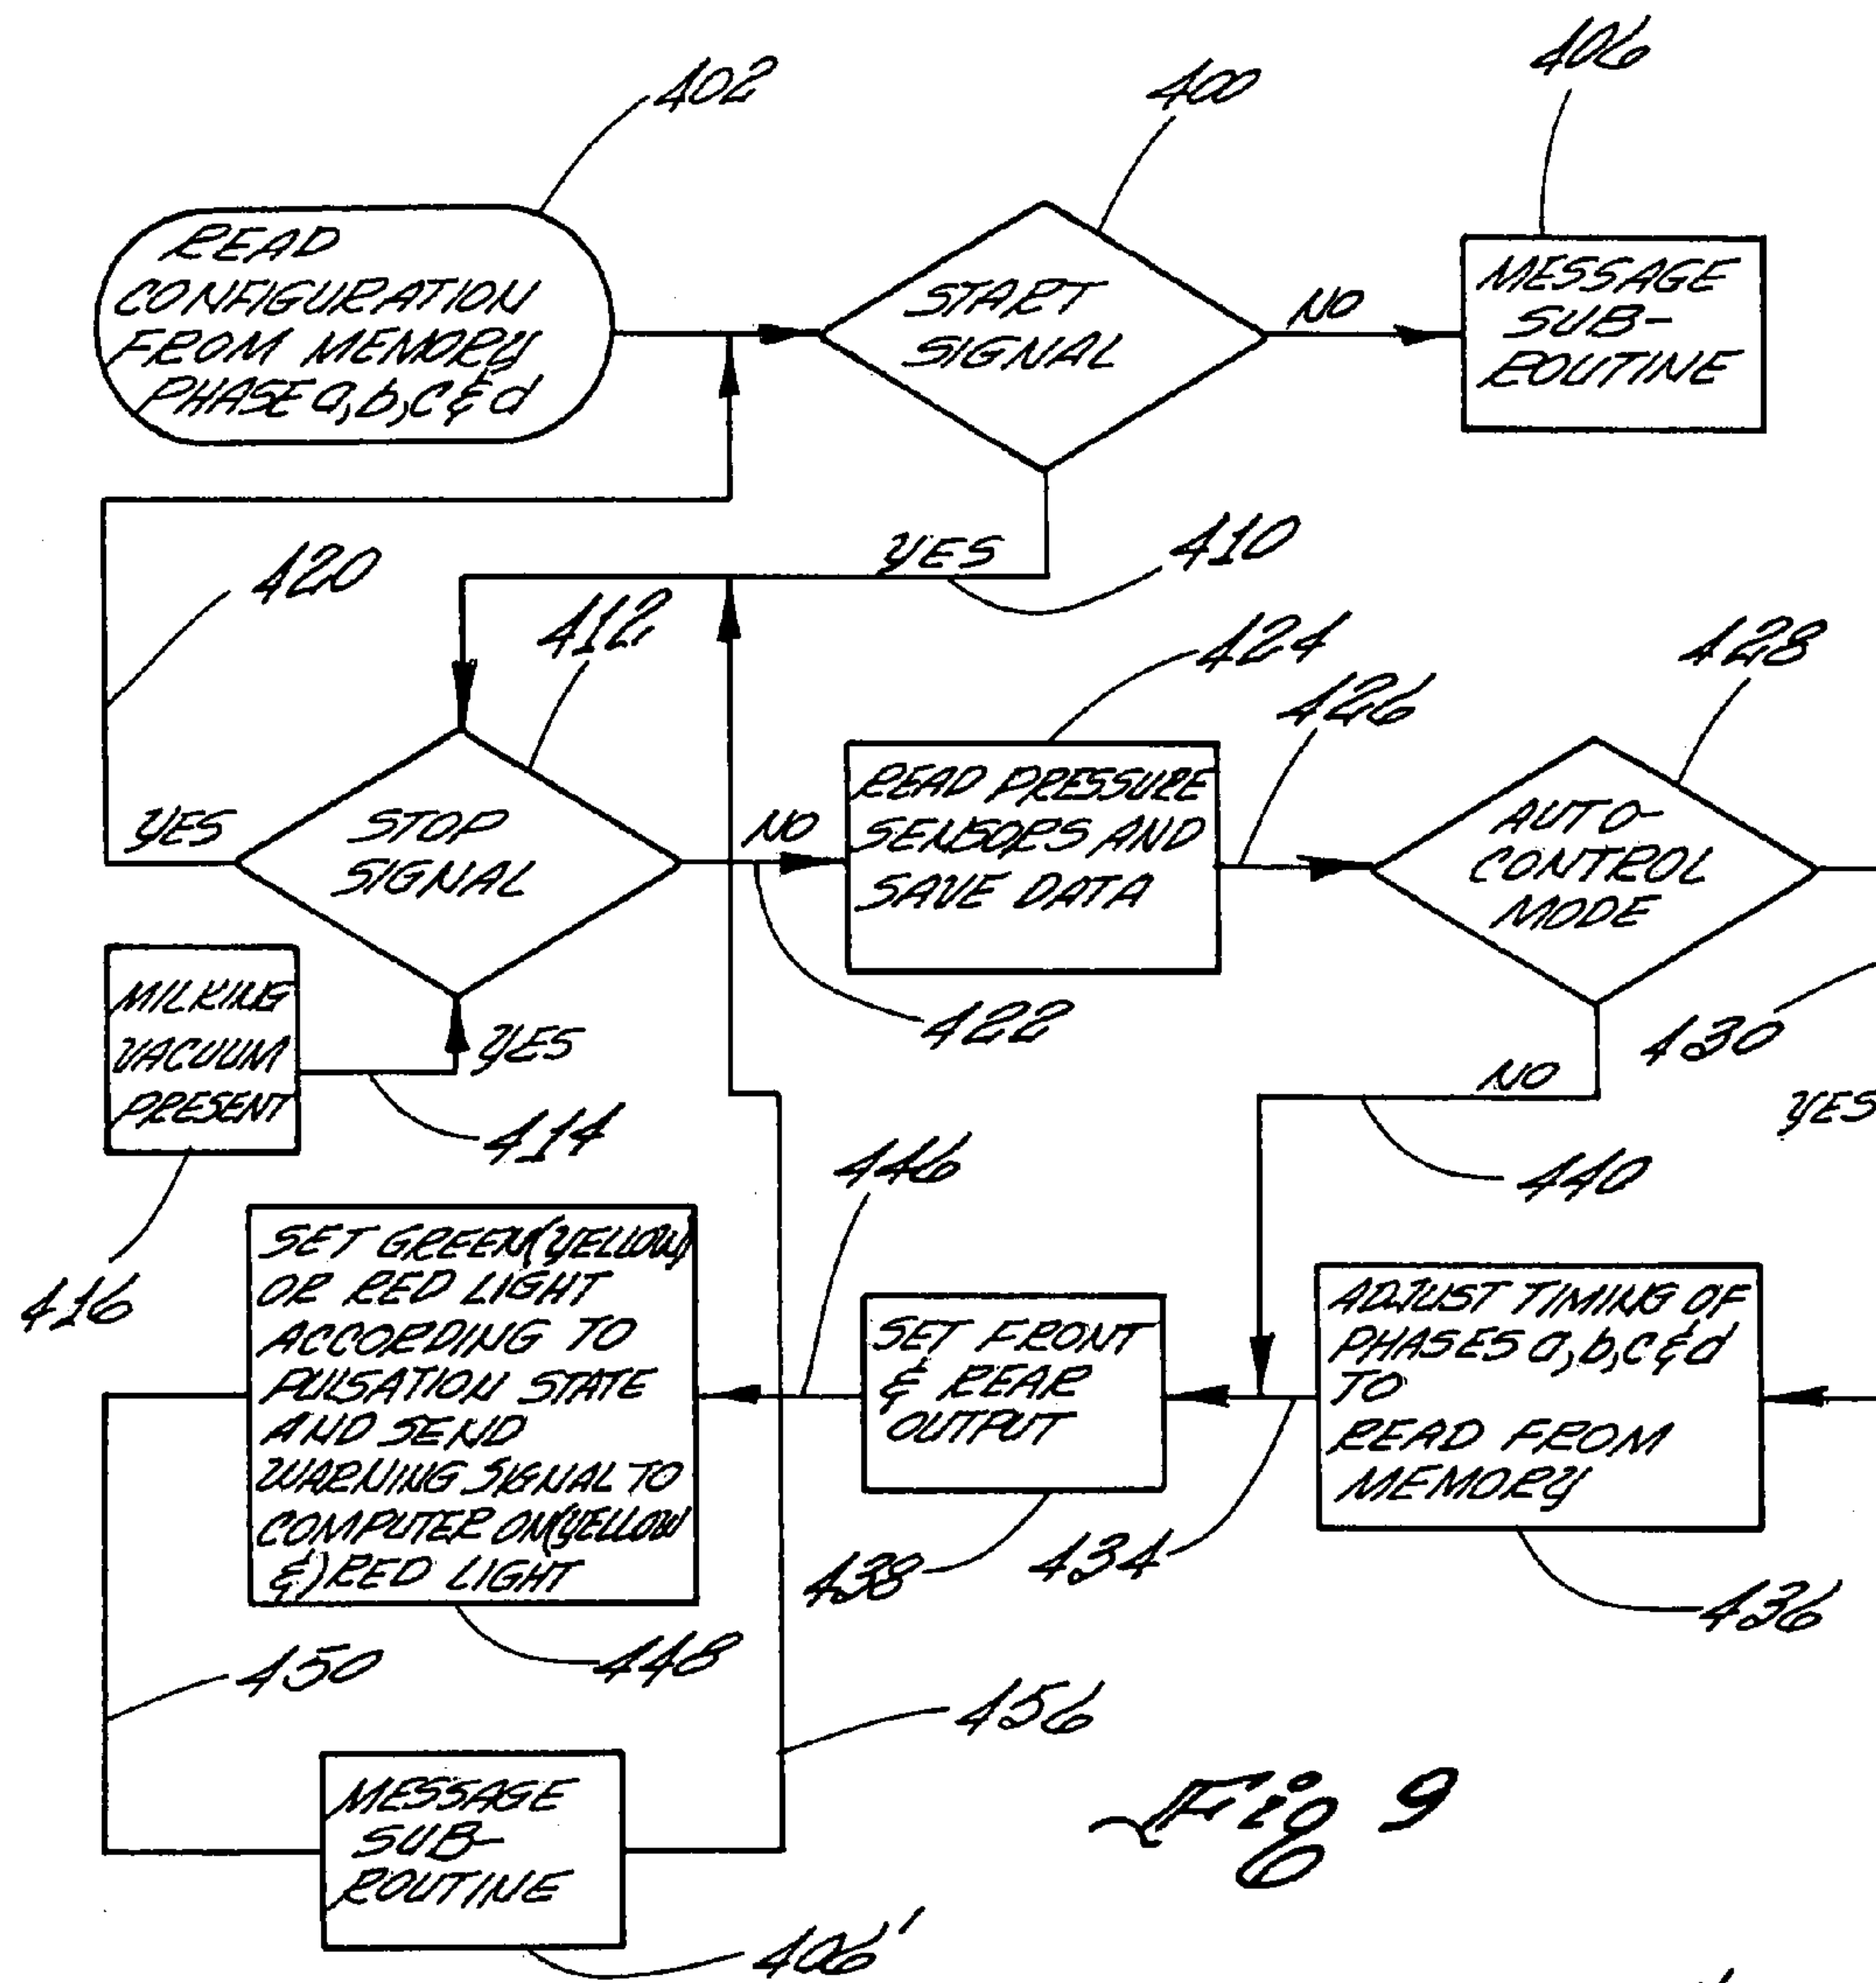 402
400
406
READ
CONFIGURATION
FROM MEMORY
PHASE a,b,c & d
START
SIGNAL
NO
MESSAGE
SUB-
ROUTINE
420
YES
410
412
424
426
428
YES
STOP
SIGNAL
NO
READ PRESSURE
SENSORS AND
SAVE DATA
AUTO-
CONTROL
MODE
MILKING
VACUUM
PRESENT
YES
414
422
NO
430
YES
416
446
440
SET GREEN(YELLOW)
OR RED LIGHT
ACCORDING TO
PULSATION STATE
AND SEND
WARNING SIGNAL TO
COMPUTER ON(YELLOW
&)RED LIGHT
SET FRONT
& REAR
OUTPUT
ADJUST TIMING OF
PHASES a,b,c & d
TO
READ FROM
MEMORY
438
434
436
450
448
456
MESSAGE
SUB-
ROUTINE
406'
Fig 9